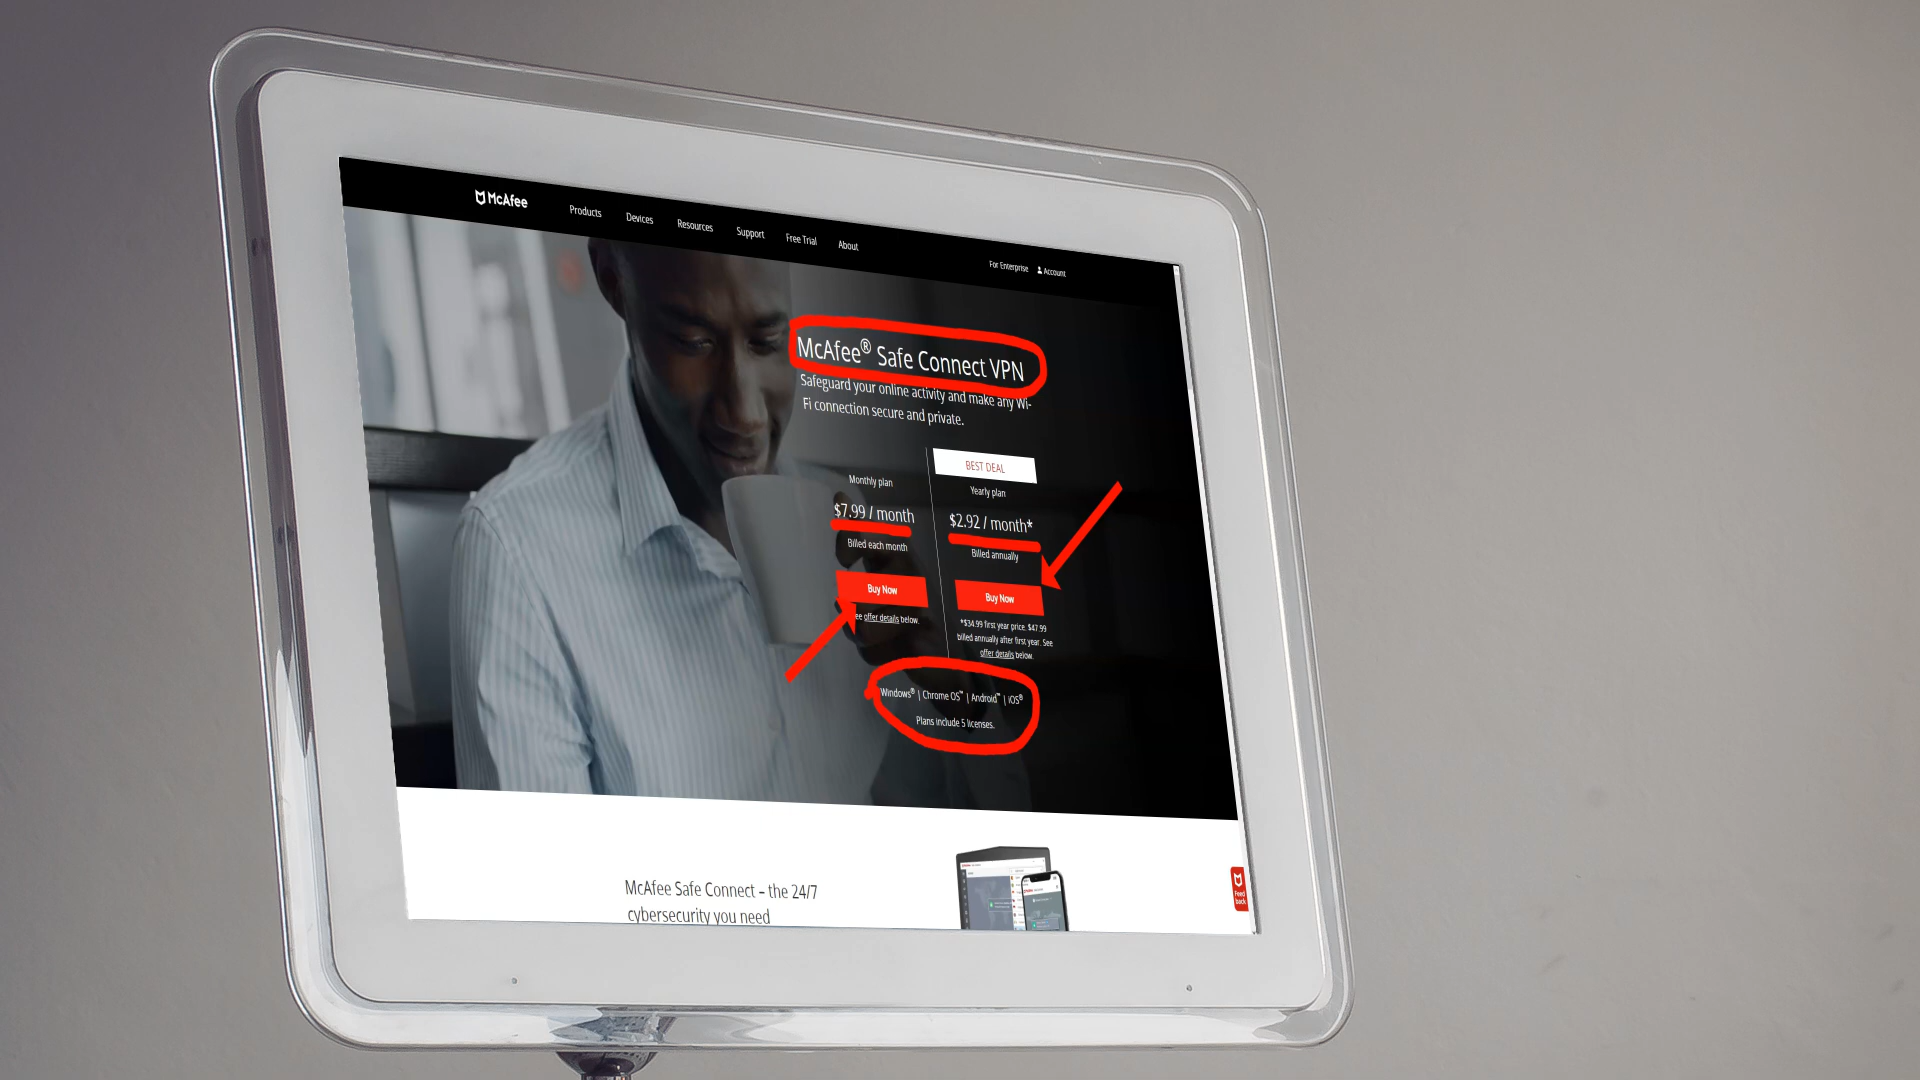 McAfee
Products Devices Resources Support Free Trial About
For Enterprise Account
McAfee® Safe Connect VPN
Safeguard your online activity and make any Wi-
Fi connection secure and private.
BEST DEAL
Monthly plan
$7.99 / month
Billed each month
Buy Now
ee offer details below.
Yearly plan
$2.92 / month*
Billed annually
Buy Now
*$34.99 first year price. $47.99
billed annually after first year. See
offer details below.
Windows® | Chrome OS™ | Android™ | iOS®
Plans include 5 licenses.
McAfee Safe Connect – the 24/7
cybersecurity you need
Feed
back